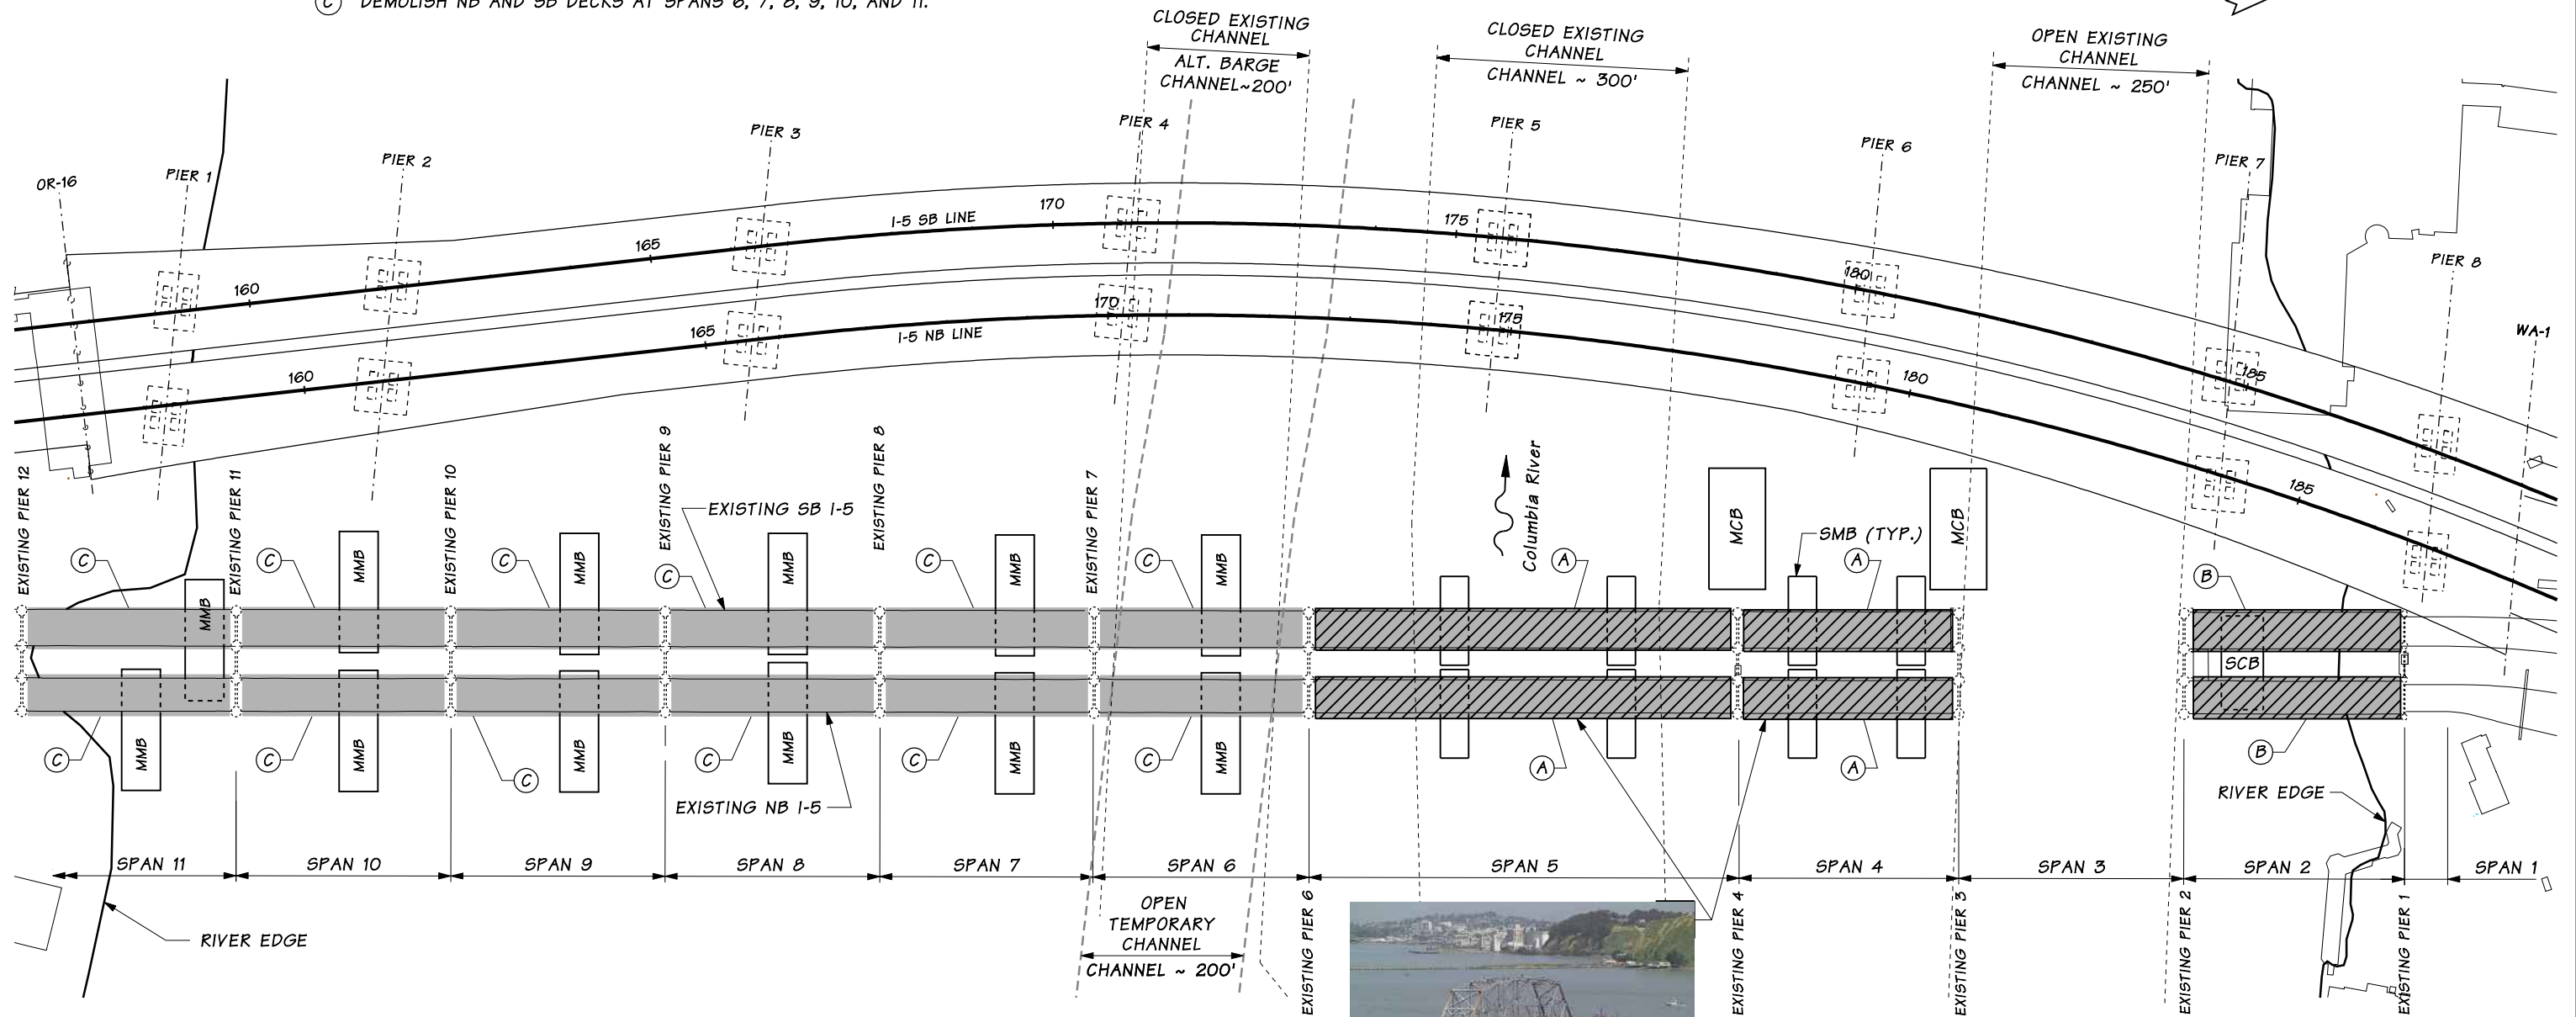 C DEMOLISH NB AND SB DECKS AT SPANS 6, 7, 8, 9, 10, AND 11.
CLOSED EXISTING
CHANNEL
ALT. BARGE
CHANNEL~200'
CLOSED EXISTING
CHANNEL
CHANNEL ~ 300'
OPEN EXISTING
CHANNEL
CHANNEL ~ 250'
OR-16
PIER 1
PIER 2
PIER 3
PIER 4
PIER 5
PIER 6
PIER 7
PIER 8
WA-1
160
165
I-5 SB LINE
170
175
180
185
160
165
I-5 NB LINE
170
175
180
185
EXISTING PIER 12
EXISTING PIER 11
EXISTING PIER 10
EXISTING PIER 9
EXISTING PIER 8
EXISTING PIER 7
EXISTING SB I-5
Columbia River
MCB
MCB
SMB (TYP.)
C
C
C
C
C
C
A
A
B
MMB
MMB
MMB
MMB
MMB
MMB
SCB
MMB
MMB
MMB
MMB
MMB
MMB
C
C
C
C
C
C
A
A
B
EXISTING NB I-5
RIVER EDGE
SPAN 11
SPAN 10
SPAN 9
SPAN 8
SPAN 7
SPAN 6
SPAN 5
SPAN 4
SPAN 3
SPAN 2
SPAN 1
RIVER EDGE
OPEN
TEMPORARY
CHANNEL
CHANNEL ~ 200'
EXISTING PIER 6
EXISTING PIER 4
EXISTING PIER 3
EXISTING PIER 2
EXISTING PIER 1